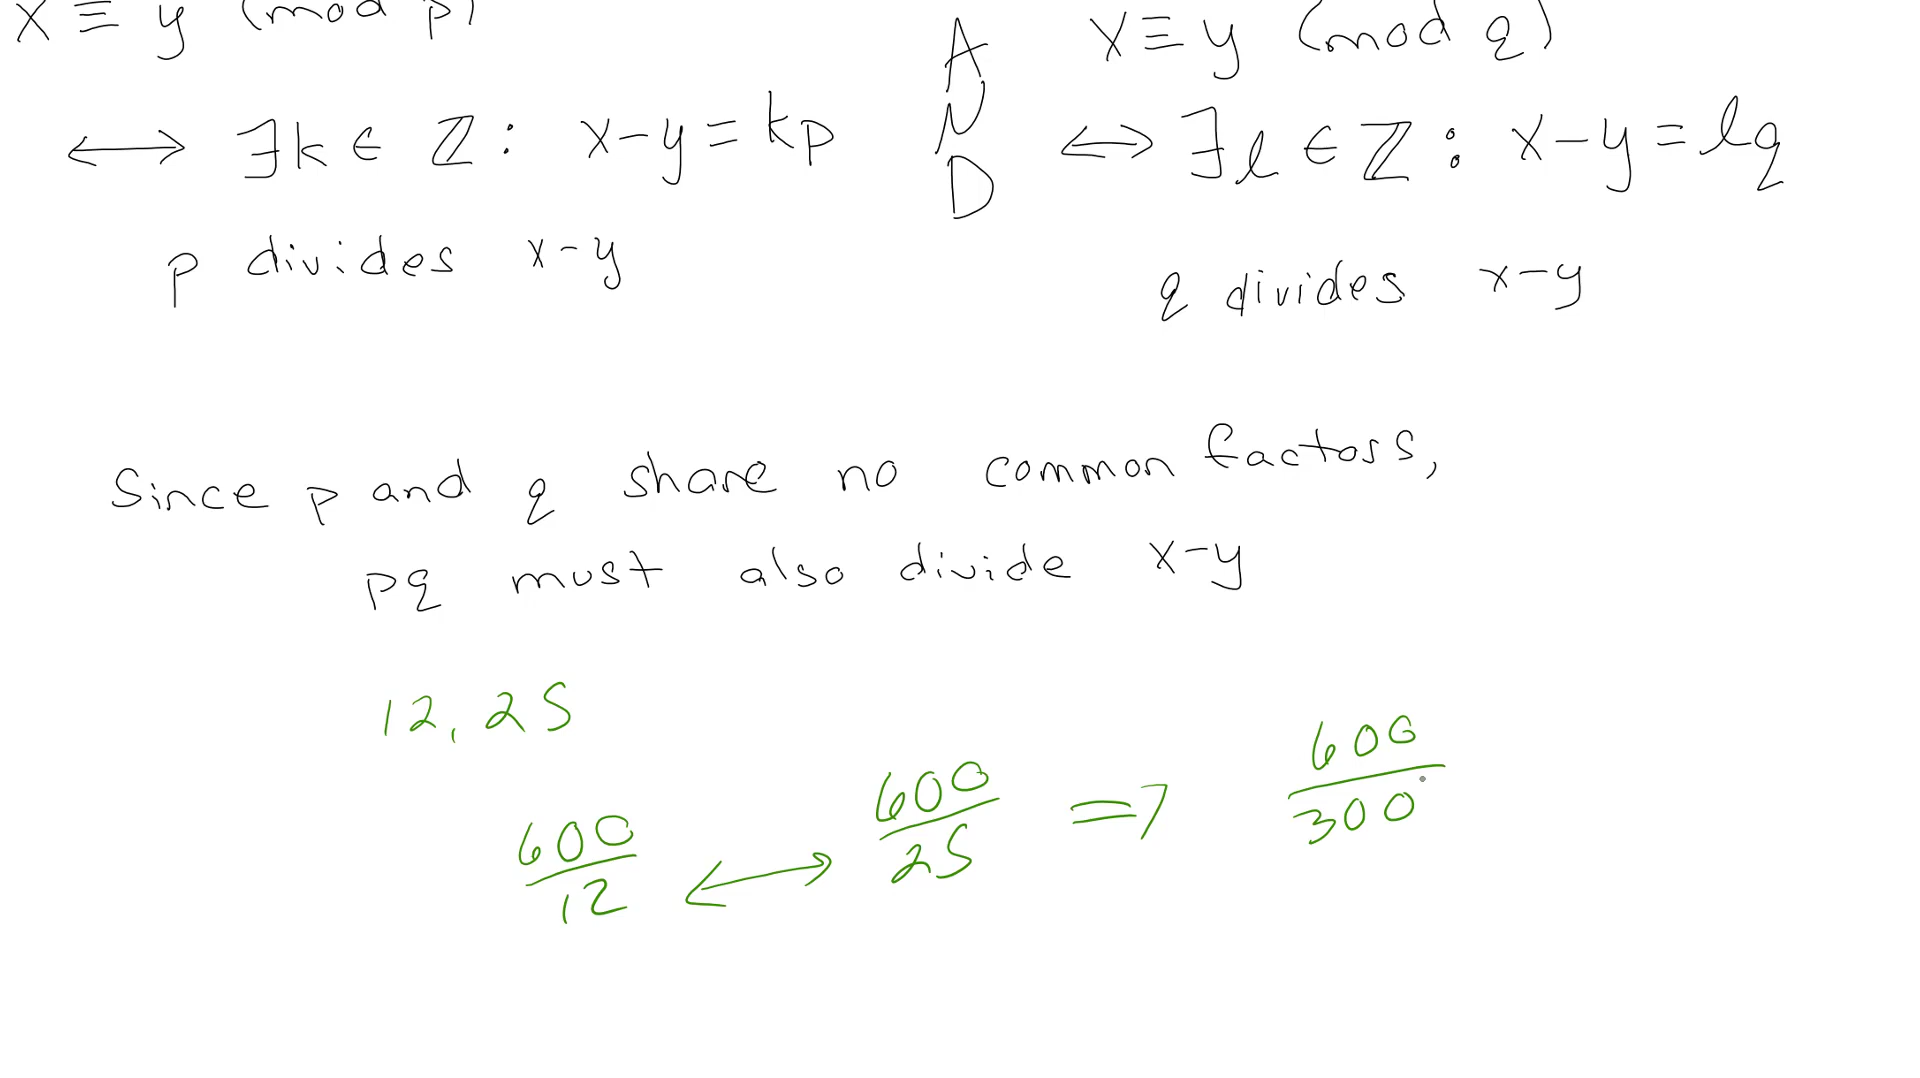 x ≡ y (mod p) AND x ≡ y (mod q)
⟷ ∃k ∈ ℤ : x-y = kp ⟷ ∃l ∈ ℤ : x-y = lq
p divides x-y
q divides x-y
Since p and q share no common factors,
pq must also divide x-y
12, 25
600/12 ⟷ 600/25 => 600/300